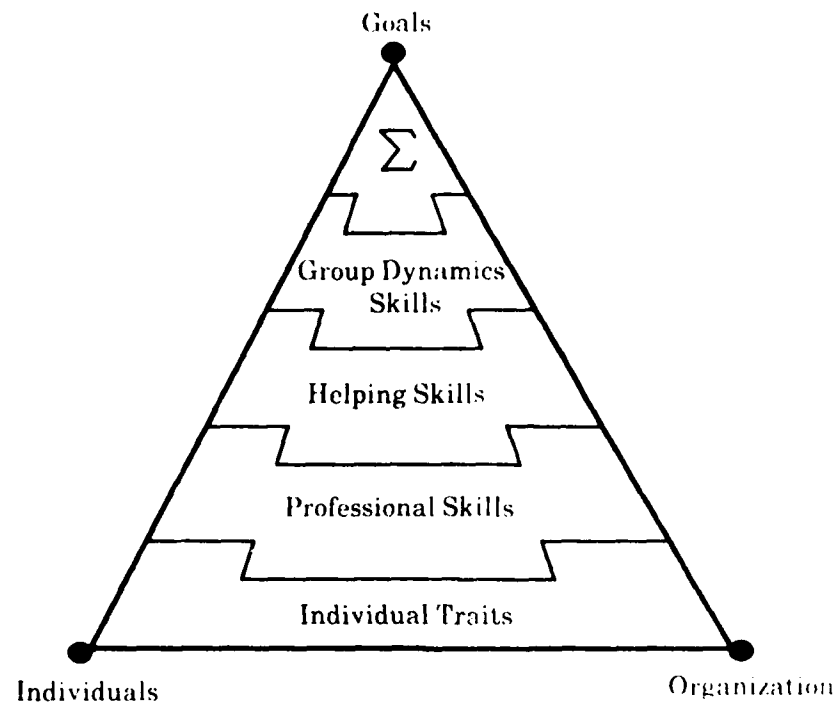 Goals
Σ
Group Dynamics
Skills
Helping Skills
Professional Skills
Individual Traits
Individuals
Organization